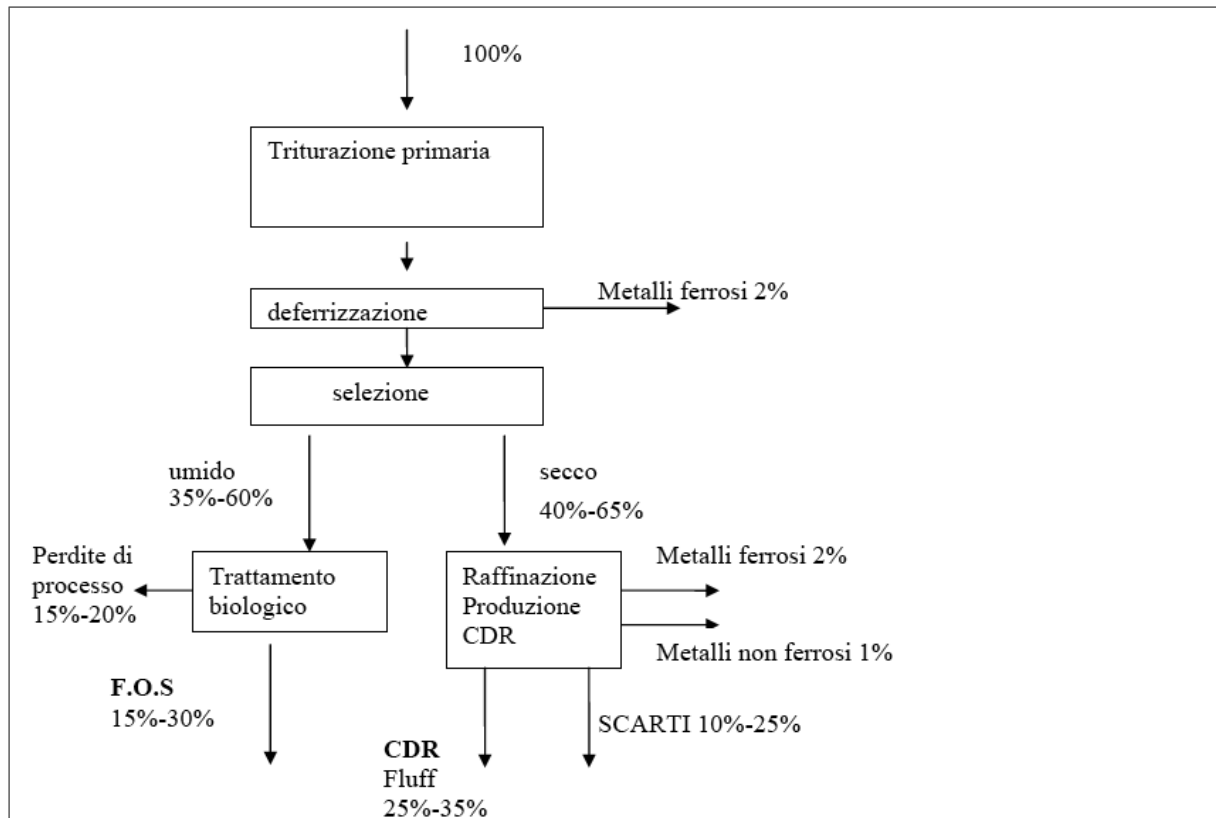 100%
Triturazione primaria
Metalli ferrosi 2%
deferrizzazione
selezione
umido
35%-60%
secco
40%-65%
Perdite di
processo
15%-20%
Trattamento
biologico
Raffinazione
Produzione
CDR
Metalli ferrosi 2%
Metalli non ferrosi 1%
F.O.S
15%-30%
SCARTI 10%-25%
CDR
Fluff
25%-35%